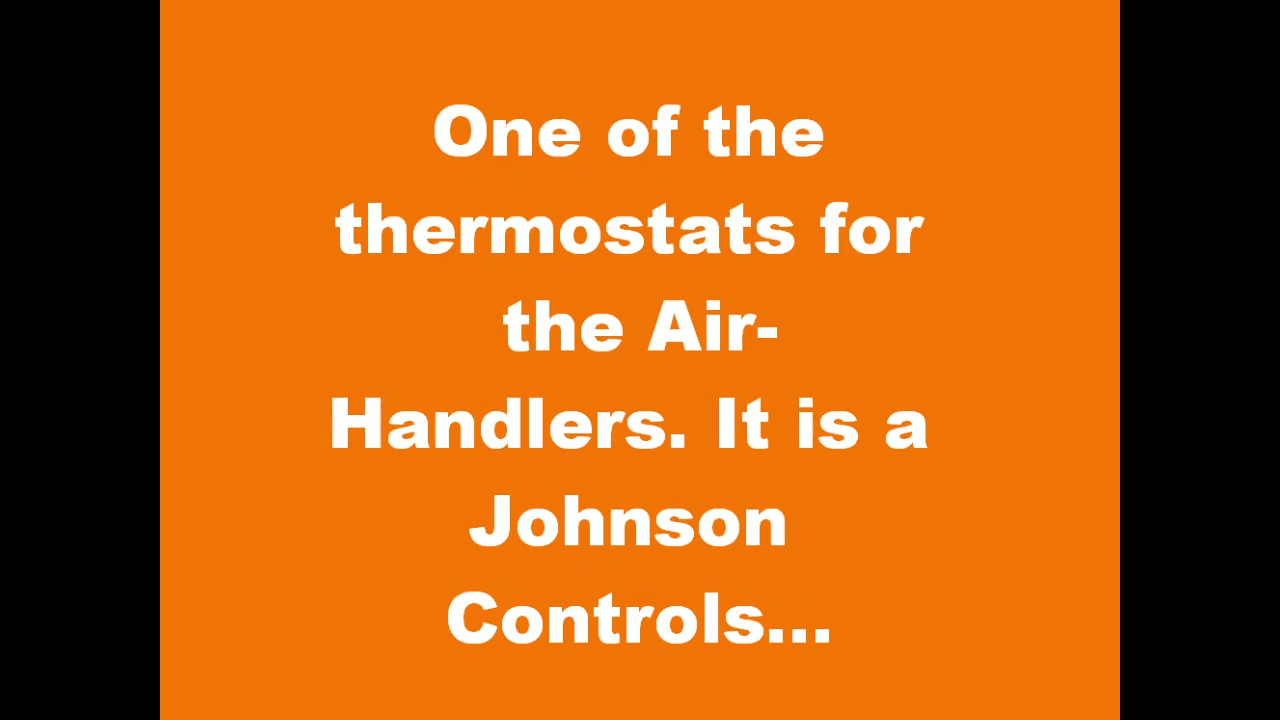 One of the
thermostats for
the Air-
Handlers. It is a
Johnson
Controls...